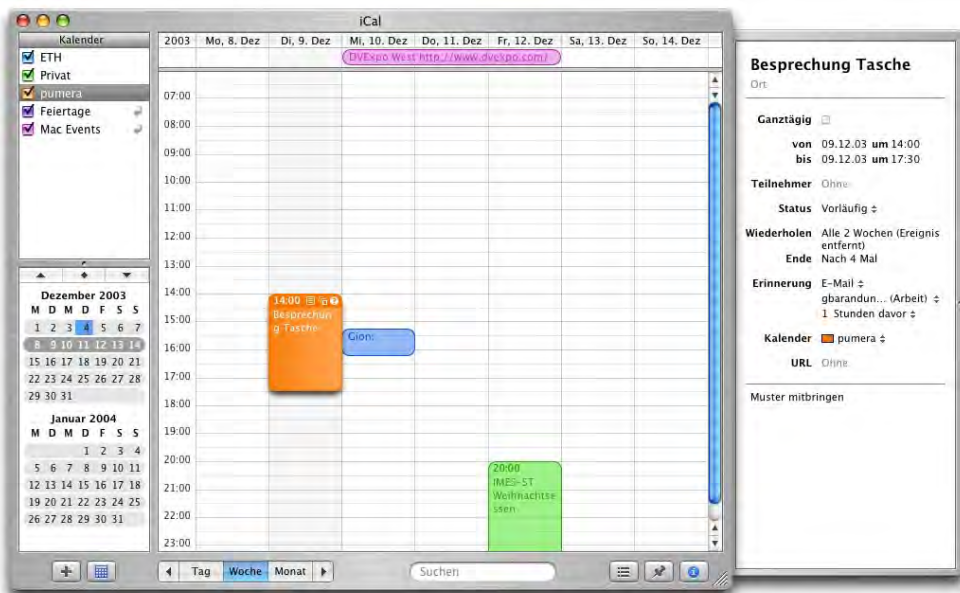 iCal
Kalender
ETH
Privat
pumera
Feiertage
Mac Events
2003 Mo, 8. Dez Di, 9. Dez Mi, 10. Dez Do, 11. Dez Fr, 12. Dez Sa, 13. Dez So, 14. Dez
DVExpo West http://www.dvexpo.com/
07:00
08:00
09:00
10:00
11:00
12:00
13:00
14:00
15:00
16:00
17:00
18:00
19:00
20:00
21:00
22:00
23:00
14:00
Besprechun
g Tasche
Gion:
20:00
IMES-ST
Weihnachtse
ssen
Dezember 2003
M D M D F S S
1 2 3 4 5 6 7
8 9 10 11 12 13 14
15 16 17 18 19 20 21
22 23 24 25 26 27 28
29 30 31
Januar 2004
M D M D F S S
1 2 3 4
5 6 7 8 9 10 11
12 13 14 15 16 17 18
19 20 21 22 23 24 25
26 27 28 29 30 31
Tag Woche Monat
Suchen
Besprechung Tasche
Ort
Ganztägig
von 09.12.03 um 14:00
bis 09.12.03 um 17:30
Teilnehmer Ohne
Status Vorläufig
Wiederholen Alle 2 Wochen (Ereignis
entfernt)
Ende Nach 4 Mal
Erinnerung E-Mail
gbarandun... (Arbeit)
1 Stunden davor
Kalender pumera
URL Ohne
Muster mitbringen